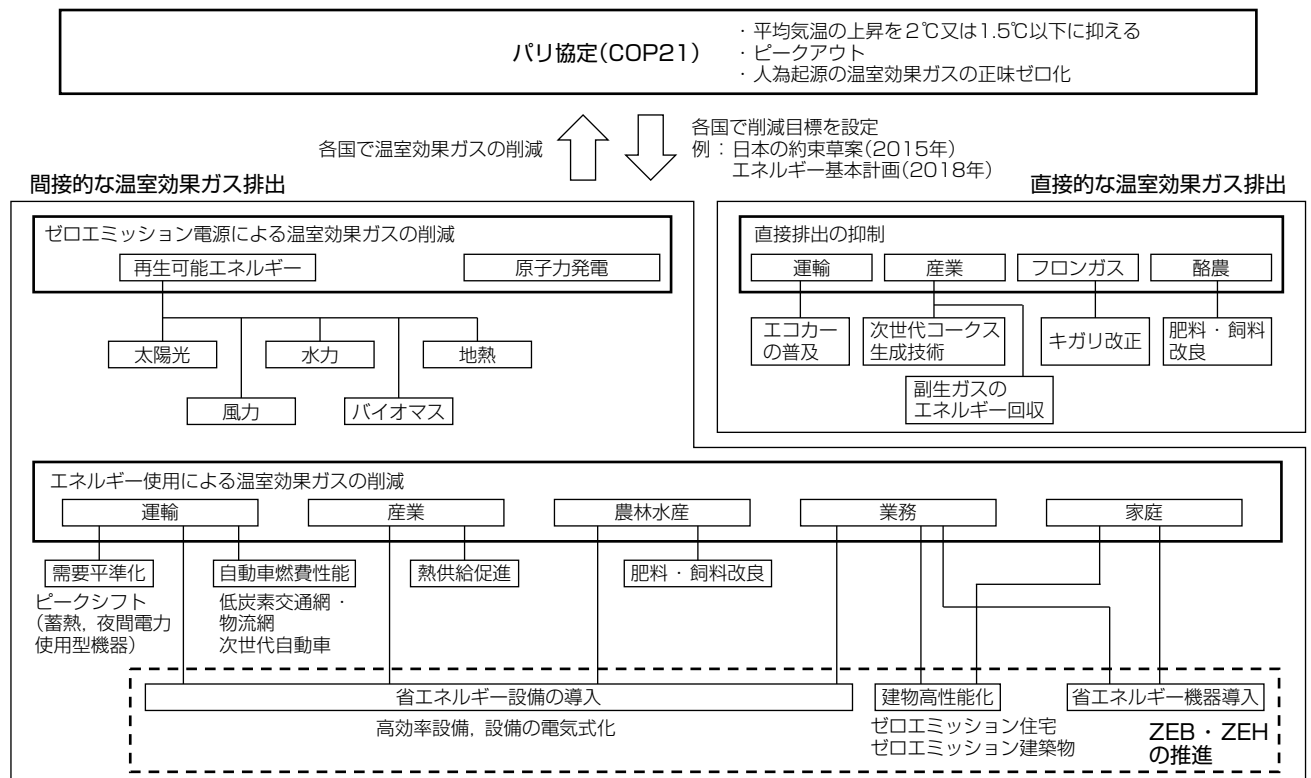 パリ協定(COP21)
・平均気温の上昇を2℃又は1.5℃以下に抑える
・ピークアウト
・人為起源の温室効果ガスの正味ゼロ化
各国で温室効果ガスの削減
各国で削減目標を設定
例：日本の約束草案(2015年)
エネルギー基本計画(2018年)
間接的な温室効果ガス排出
直接的な温室効果ガス排出
ゼロエミッション電源による温室効果ガスの削減
再生可能エネルギー
原子力発電
太陽光
水力
地熱
風力
バイオマス
直接排出の抑制
運輸
産業
フロンガス
酪農
エコカー
の普及
次世代コークス
生成技術
キガリ改正
肥料・飼料
改良
副生ガスの
エネルギー回収
エネルギー使用による温室効果ガスの削減
運輸
産業
農林水産
業務
家庭
需要平準化
自動車燃費性能
熱供給促進
肥料・飼料改良
ピークシフト
(蓄熱, 夜間電力
使用型機器)
低炭素交通網・
物流網
次世代自動車
省エネルギー設備の導入
建物高性能化
省エネルギー機器導入
高効率設備, 設備の電気式化
ゼロエミッション住宅
ゼロエミッション建築物
ZEB・ZEH
の推進